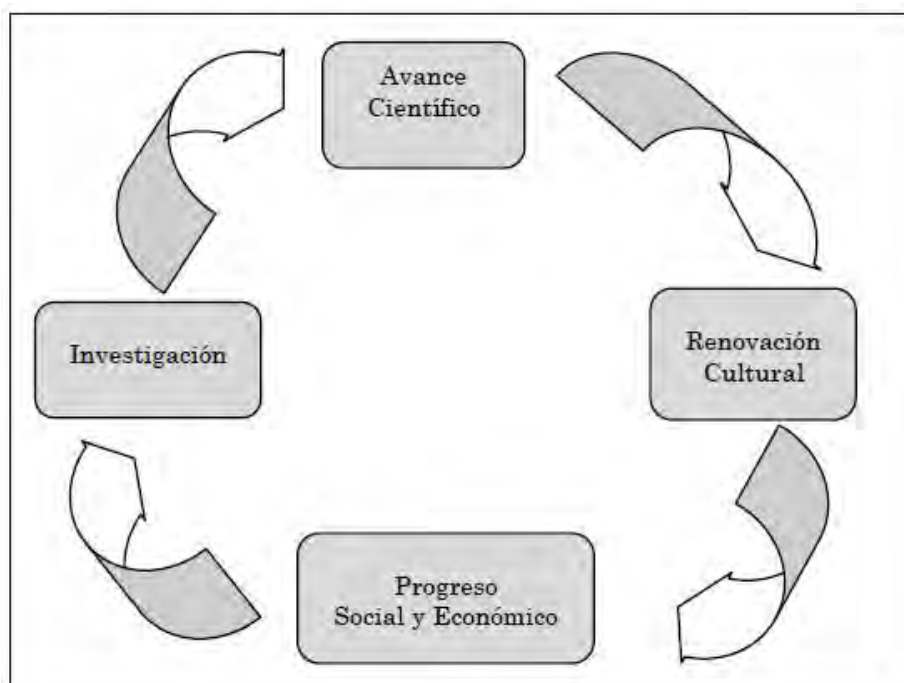 Avance
Científico
Investigación
Renovación
Cultural
Progreso
Social y Económico